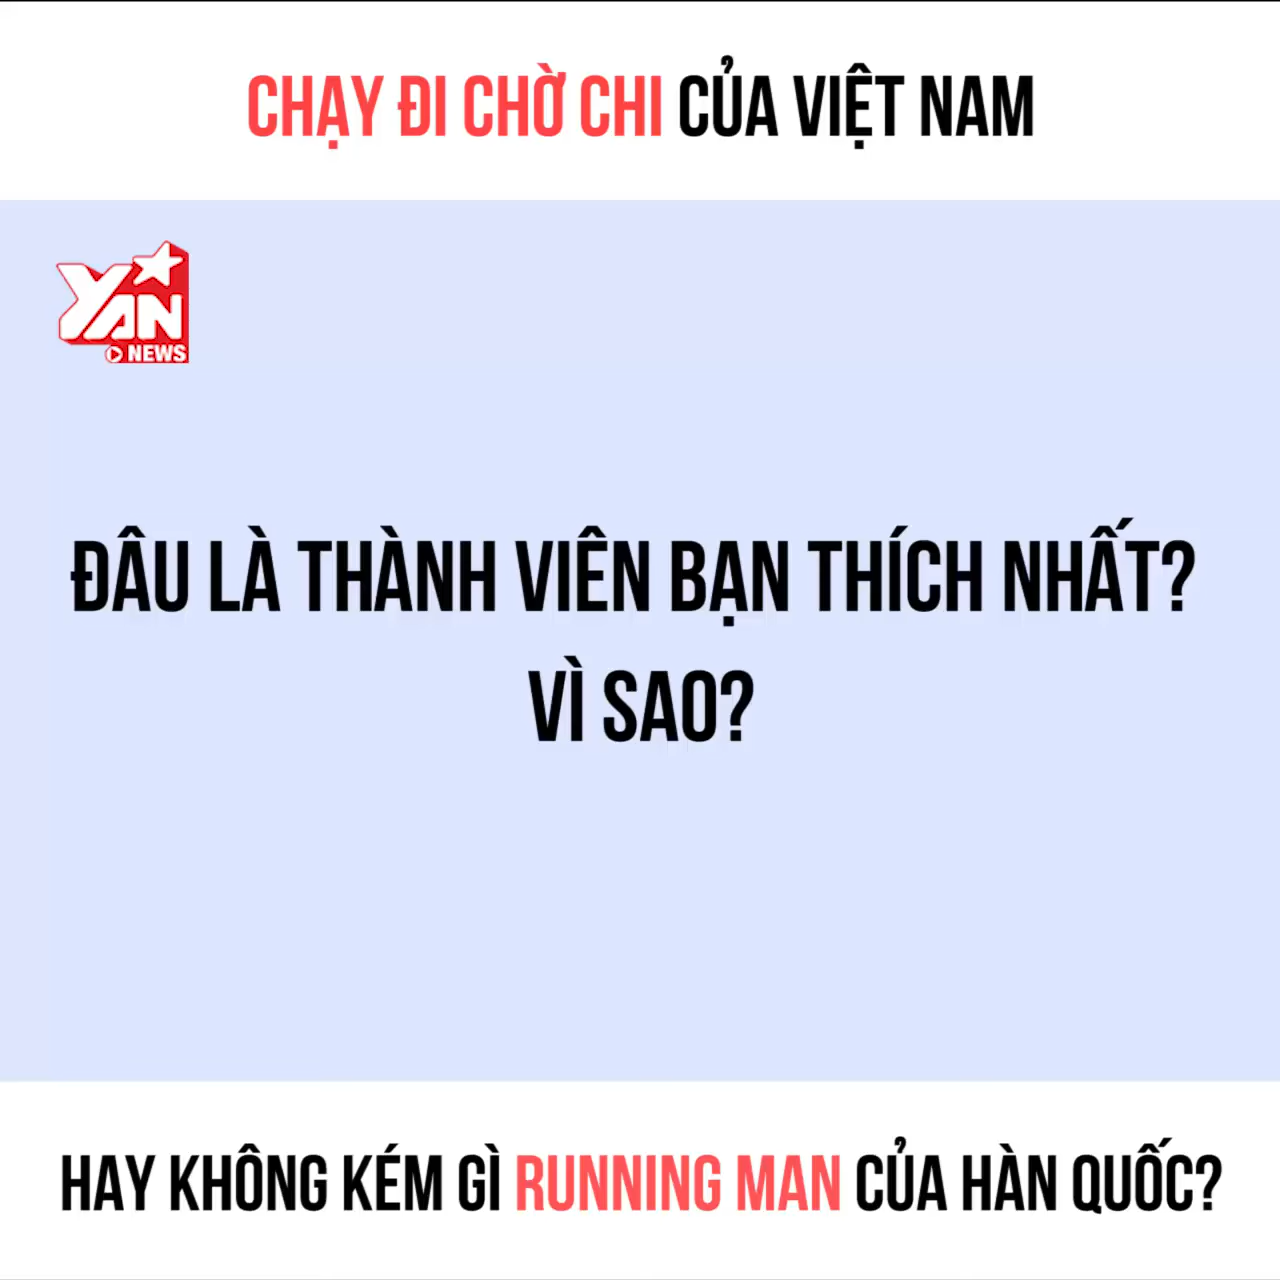 CHẠY ĐI CHỜ CHI CỦA VIỆT NAM
YAN
NEWS
ĐÂU LÀ THÀNH VIÊN BẠN THÍCH NHẤT?
VÌ SAO?
HAY KHÔNG KÉM GÌ RUNNING MAN CỦA HÀN QUỐC?